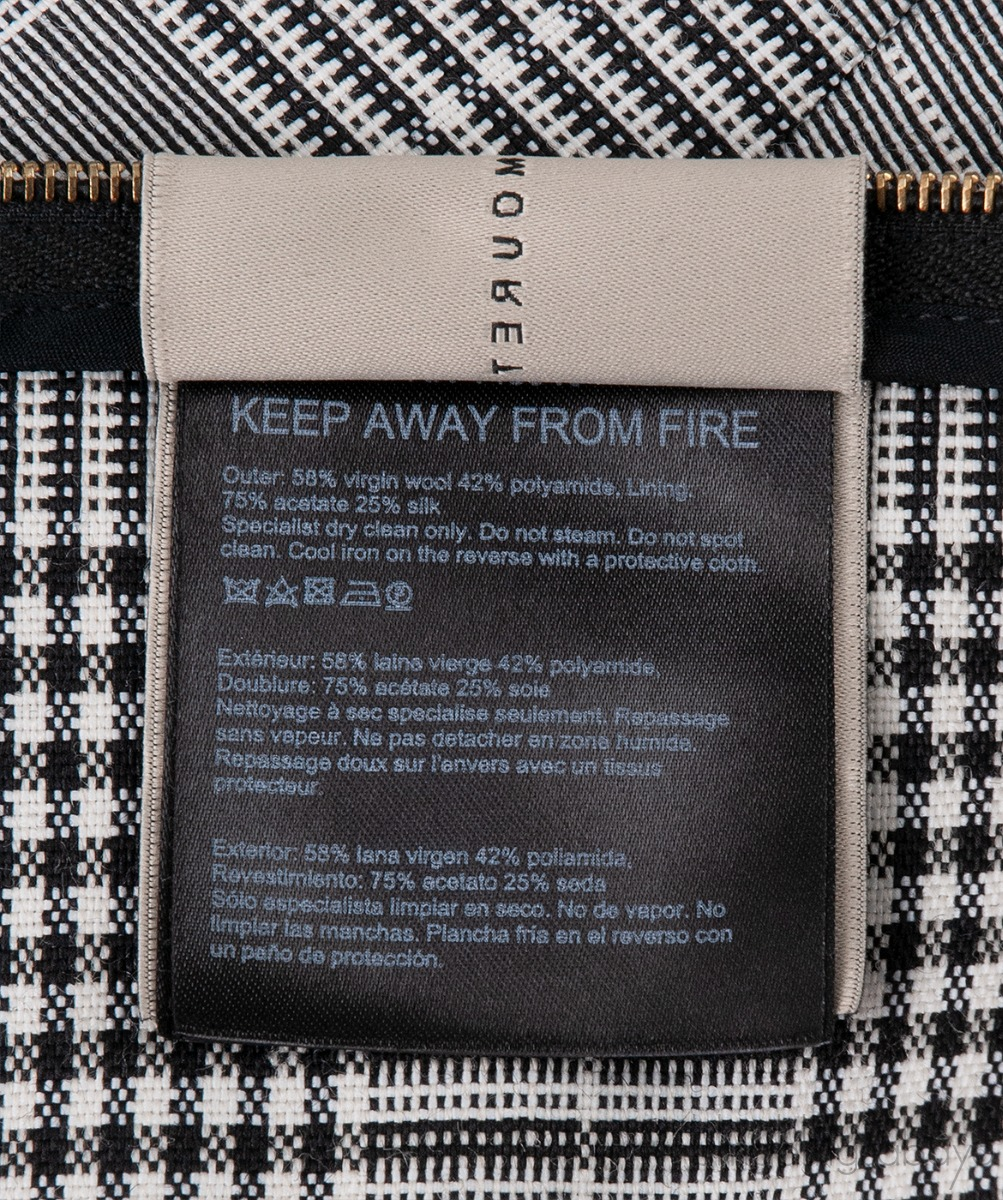 MOURET
KEEP AWAY FROM FIRE
Outer: 58% virgin wool 42% polyamide, Lining:
75% acetate 25% silk
Specialist dry clean only. Do not steam. Do not spot
clean. Cool iron on the reverse with a protective cloth.
Extérieur: 58% laine vierge 42% polyamide,
Doublure: 75% acétate 25% soie
Nettoyage à sec specialise seulement. Repassage
sans vapeur. Ne pas detacher en zone humide.
Repassage doux sur l'envers avec un tissus
protecteur.
Exterior: 58% lana virgen 42% poliamida,
Revestimiento: 75% acetato 25% seda
Sólo especialista limpiar en seco. No de vapor. No
limpiar las manchas. Plancha fría en el reverso con
un paño de protección.